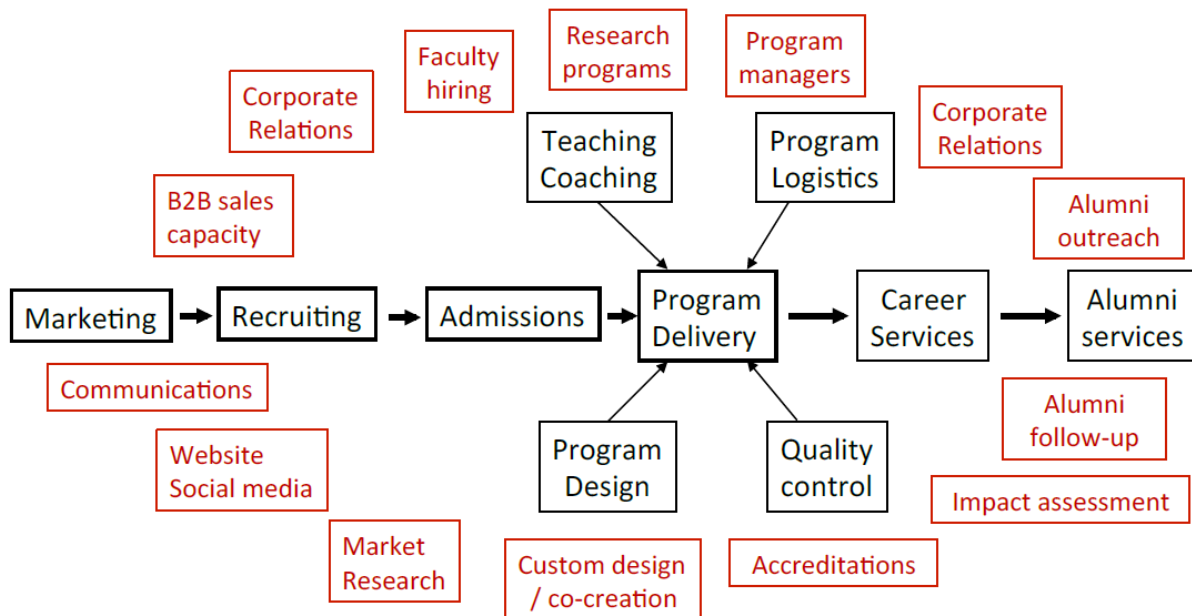 Faculty
hiring
Research
programs
Program
managers
Corporate
Relations
Corporate
Relations
Teaching
Coaching
Program
Logistics
B2B sales
capacity
Alumni
outreach
Marketing
Recruiting
Admissions
Program
Delivery
Career
Services
Alumni
services
Communications
Alumni
follow-up
Website
Social media
Program
Design
Quality
control
Impact assessment
Market
Research
Custom design
/ co-creation
Accreditations